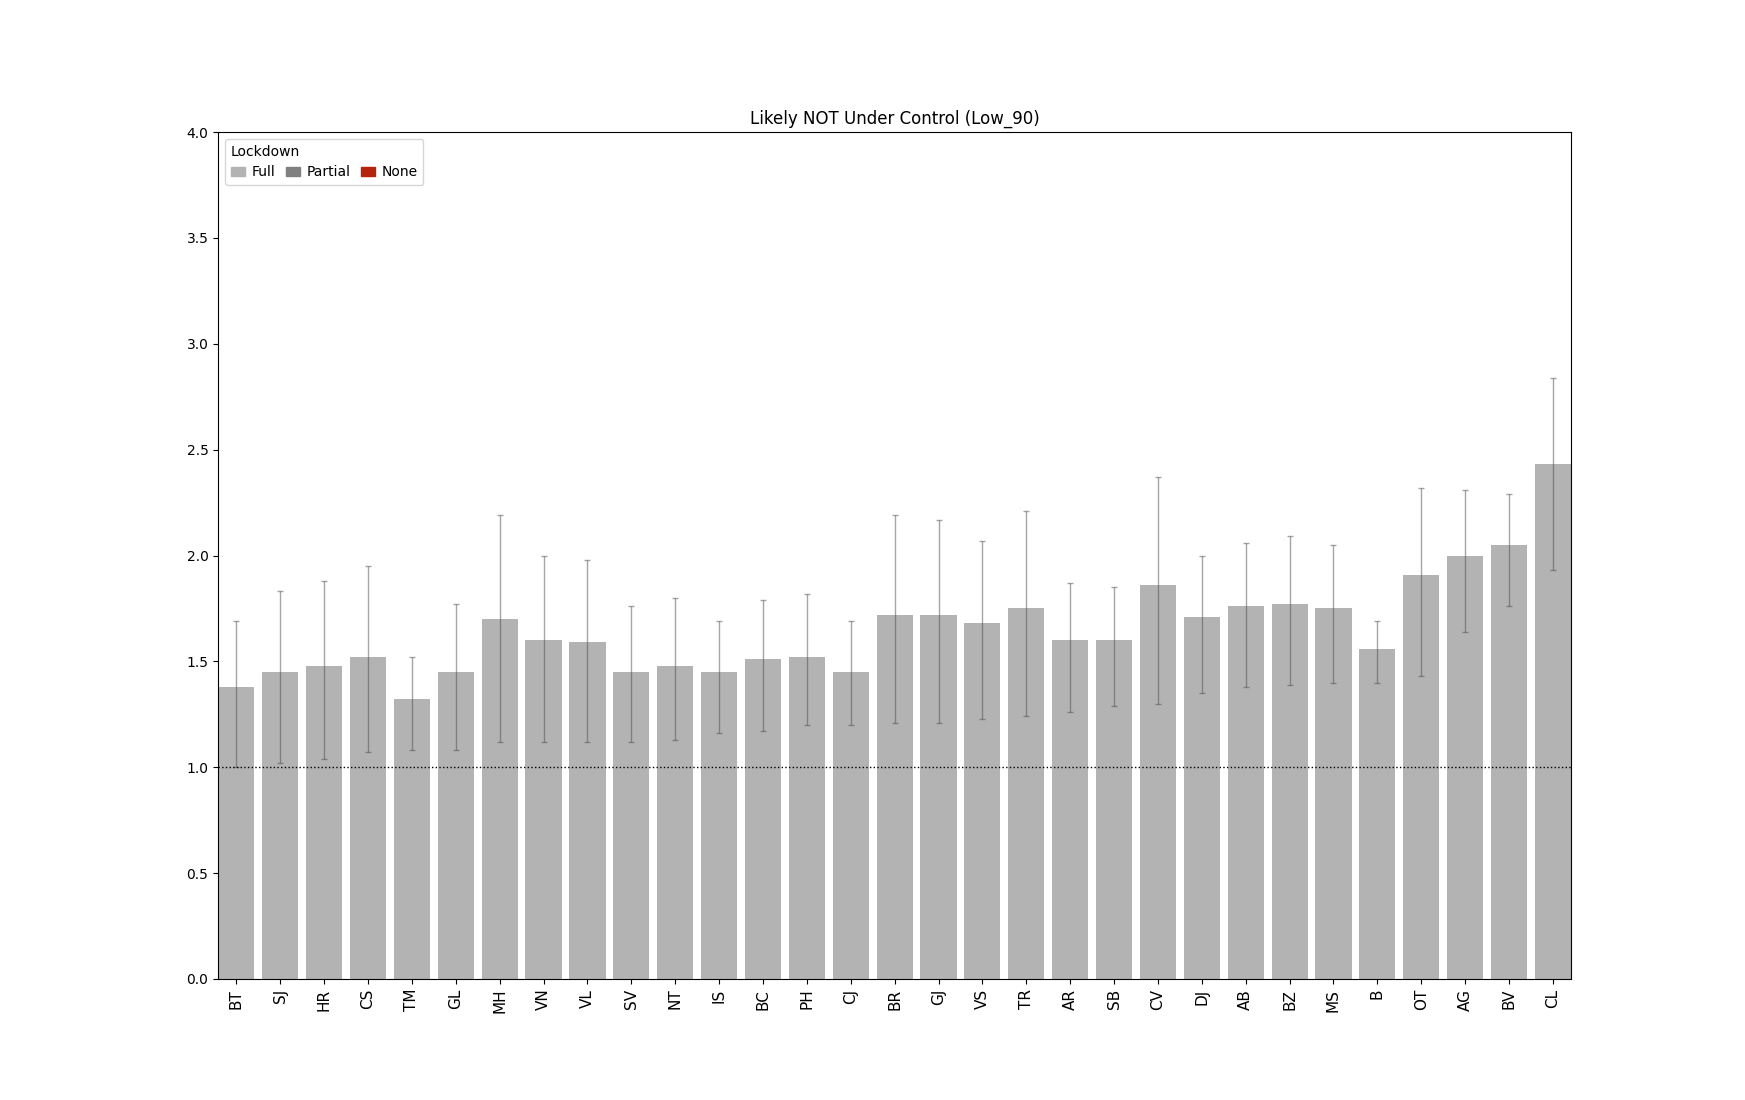 Likely NOT Under Control (Low_90)
4.0
3.5
3.0
2.5
2.0
1.5
1.0
0.5
0.0
Lockdown
Full Partial None
BT SJ HR CS TM GL MH VN VL SV NT IS BC PH CJ BR GJ VS TR AR SB CV DJ AB BZ MS B OT AG BV CL